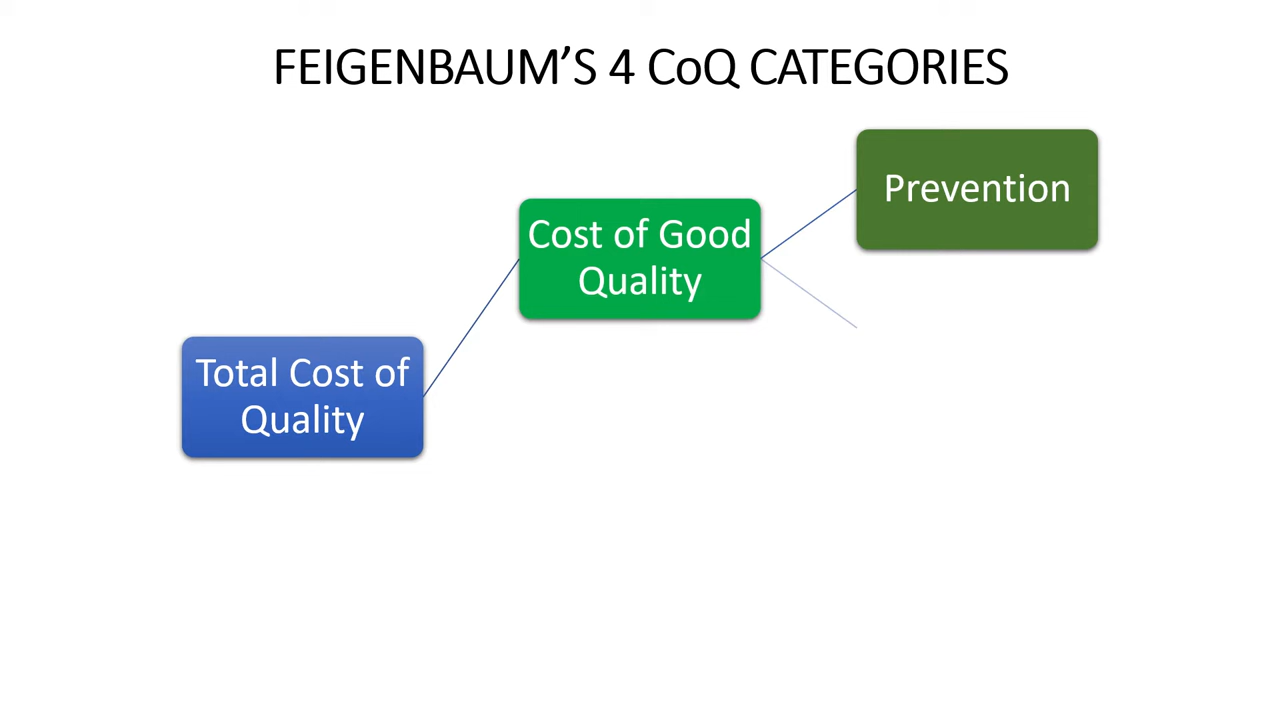 FEIGENBAUM’S 4 CoQ CATEGORIES
Prevention
Cost of Good
Quality
Total Cost of
Quality